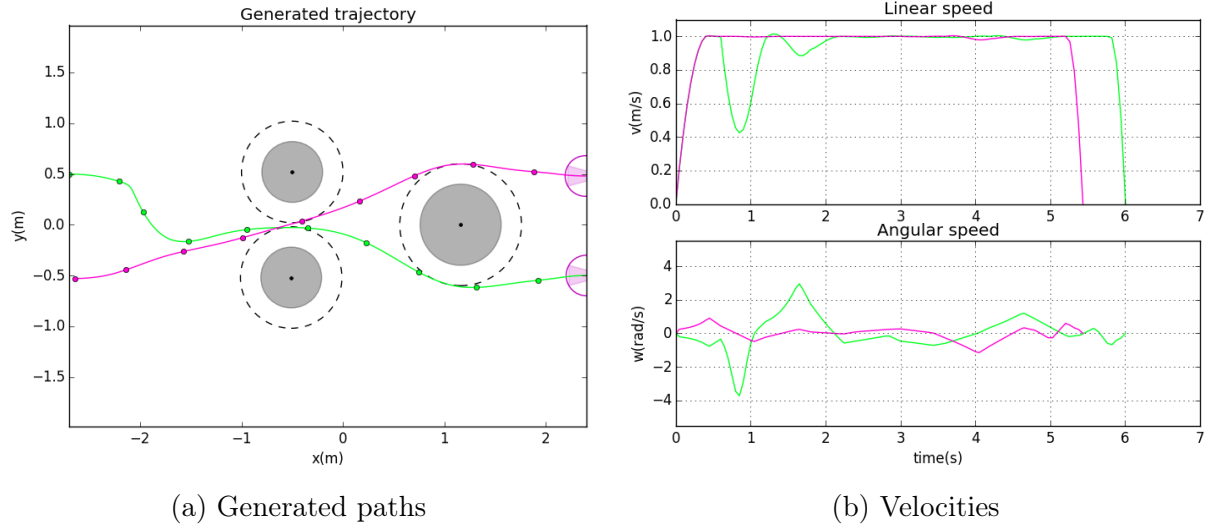 Generated trajectory
y(m)
1.5
1.0
0.5
0.0
−0.5
−1.0
−1.5
−2 −1 0 1 2
x(m)
Linear speed
v(m/s)
1.0
0.8
0.6
0.4
0.2
0.0
0 1 2 3 4 5 6 7
Angular speed
w(rad/s)
4
2
0
−2
−4
0 1 2 3 4 5 6 7
time(s)
(a) Generated paths
(b) Velocities